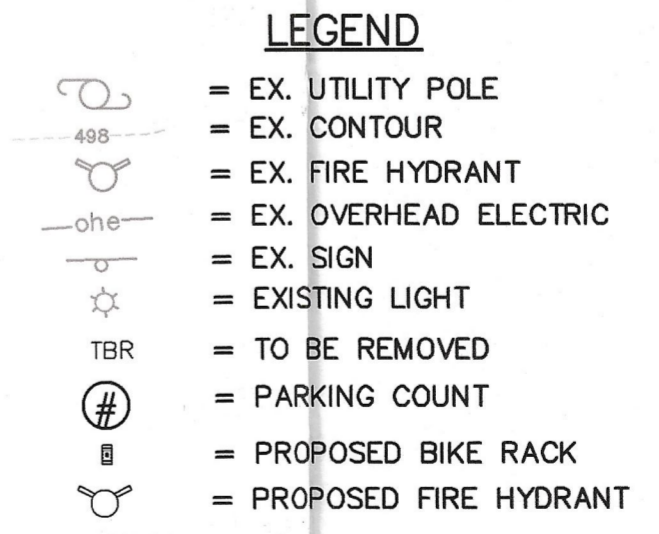 LEGEND
= EX. UTILITY POLE
498 = EX. CONTOUR
= EX. FIRE HYDRANT
ohe = EX. OVERHEAD ELECTRIC
= EX. SIGN
= EXISTING LIGHT
TBR = TO BE REMOVED
# = PARKING COUNT
= PROPOSED BIKE RACK
= PROPOSED FIRE HYDRANT